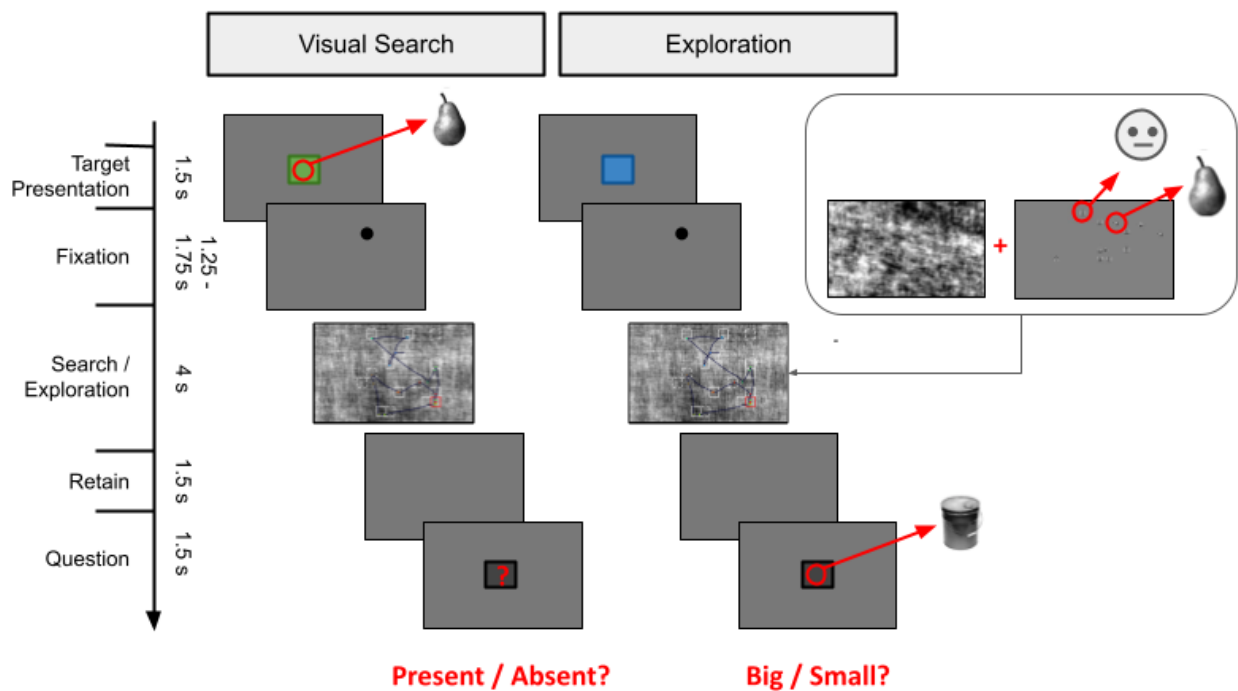 Visual Search
Exploration
Target
Presentation
1.5 s
Fixation
1.25 -
1.75 s
+
Search /
Exploration
4 s
-
Retain
1.5 s
Question
1.5 s
?
Present / Absent?
Big / Small?